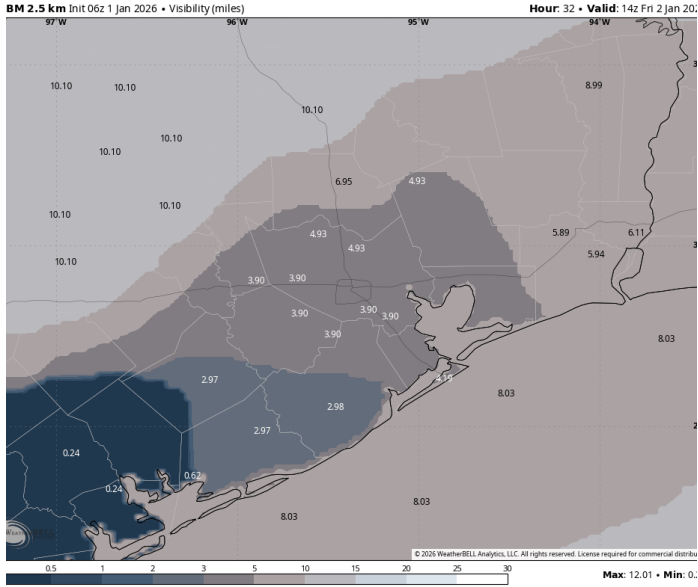 BM 2.5 km Init 06z 1 Jan 2026 • Visibility (miles)
Hour: 32 • Valid: 14z Fri 2 Jan 202
97°W 96°W 95°W 94°W
10.10 10.10 8.99
10.10
10.10
10.10
6.95 4.93
10.10 10.10
4.93 5.89 6.11
4.93 5.94
10.10
3.90 3.90
3.90 3.90 3.90
3.90 8.03
2.97 4.19
2.98 8.03
2.97
0.24
0.62
0.24
8.03 8.03
© 2026 WeatherBELL Analytics, LLC. All rights reserved. License required for commercial distribu
0.5 1 2 3 5 10 15 20 25 30
Max: 12.01 • Min: 0.